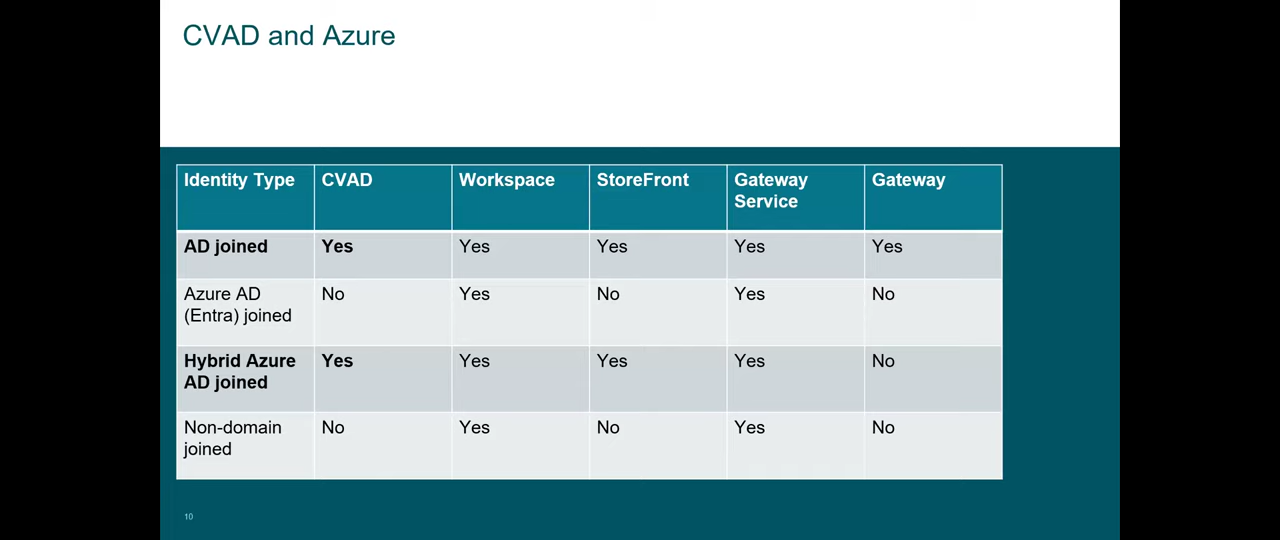 CVAD and Azure
Identity Type CVAD Workspace StoreFront Gateway Service Gateway
AD joined Yes Yes Yes Yes Yes
Azure AD (Entra) joined No Yes No Yes No
Hybrid Azure AD joined Yes Yes Yes Yes No
Non-domain joined No Yes No Yes No
10